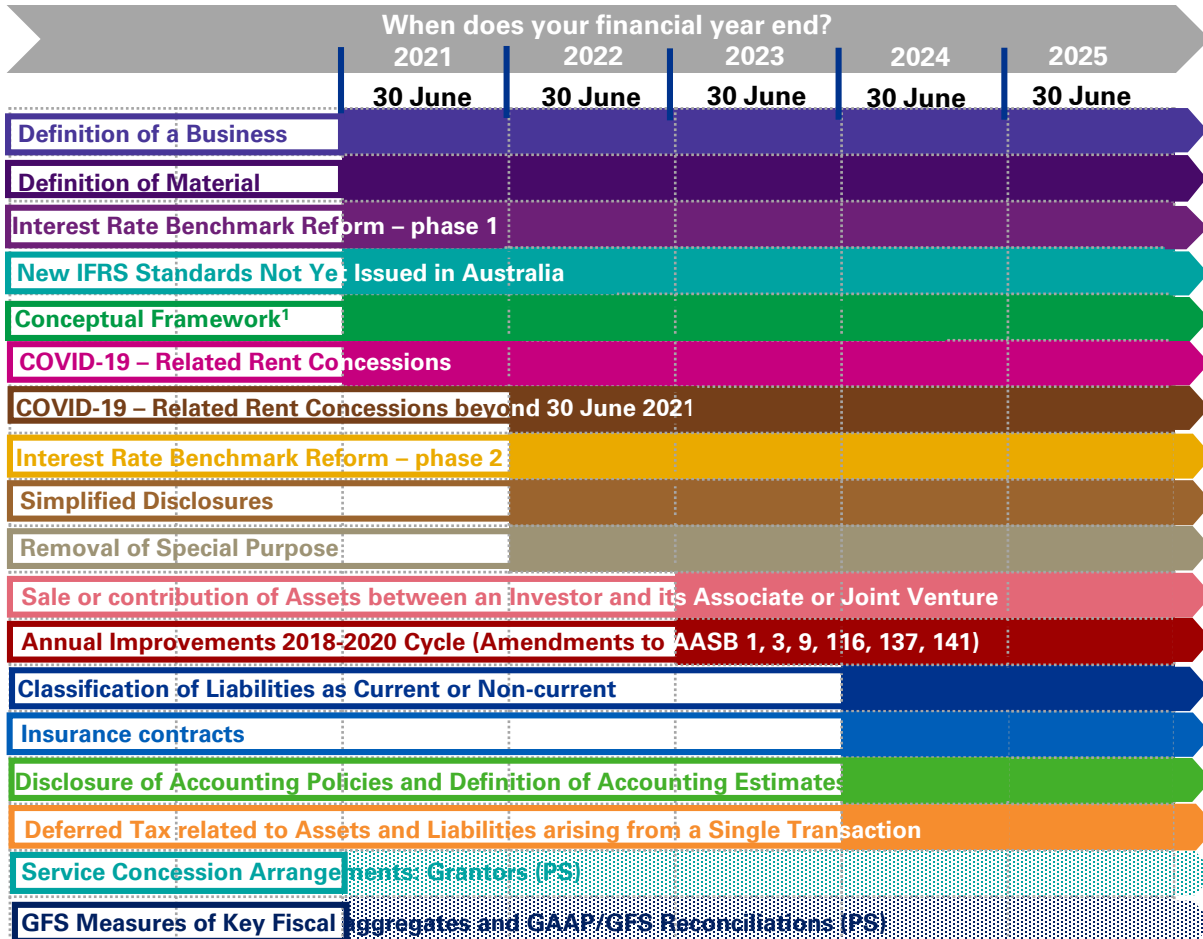 When does your financial year end?
2021 2022 2023 2024 2025
30 June 30 June 30 June 30 June 30 June
Definition of a Business
Definition of Material
Interest Rate Benchmark Reform – phase 1
New IFRS Standards Not Yet Issued in Australia
Conceptual Framework¹
COVID-19 – Related Rent Concessions
COVID-19 – Related Rent Concessions beyond 30 June 2021
Interest Rate Benchmark Reform – phase 2
Simplified Disclosures
Removal of Special Purpose
Sale or contribution of Assets between an Investor and its Associate or Joint Venture
Annual Improvements 2018-2020 Cycle (Amendments to AASB 1, 3, 9, 116, 137, 141)
Classification of Liabilities as Current or Non-current
Insurance contracts
Disclosure of Accounting Policies and Definition of Accounting Estimates
Deferred Tax related to Assets and Liabilities arising from a Single Transaction
Service Concession Arrangements: Grantors (PS)
GFS Measures of Key Fiscal aggregates and GAAP/GFS Reconciliations (PS)